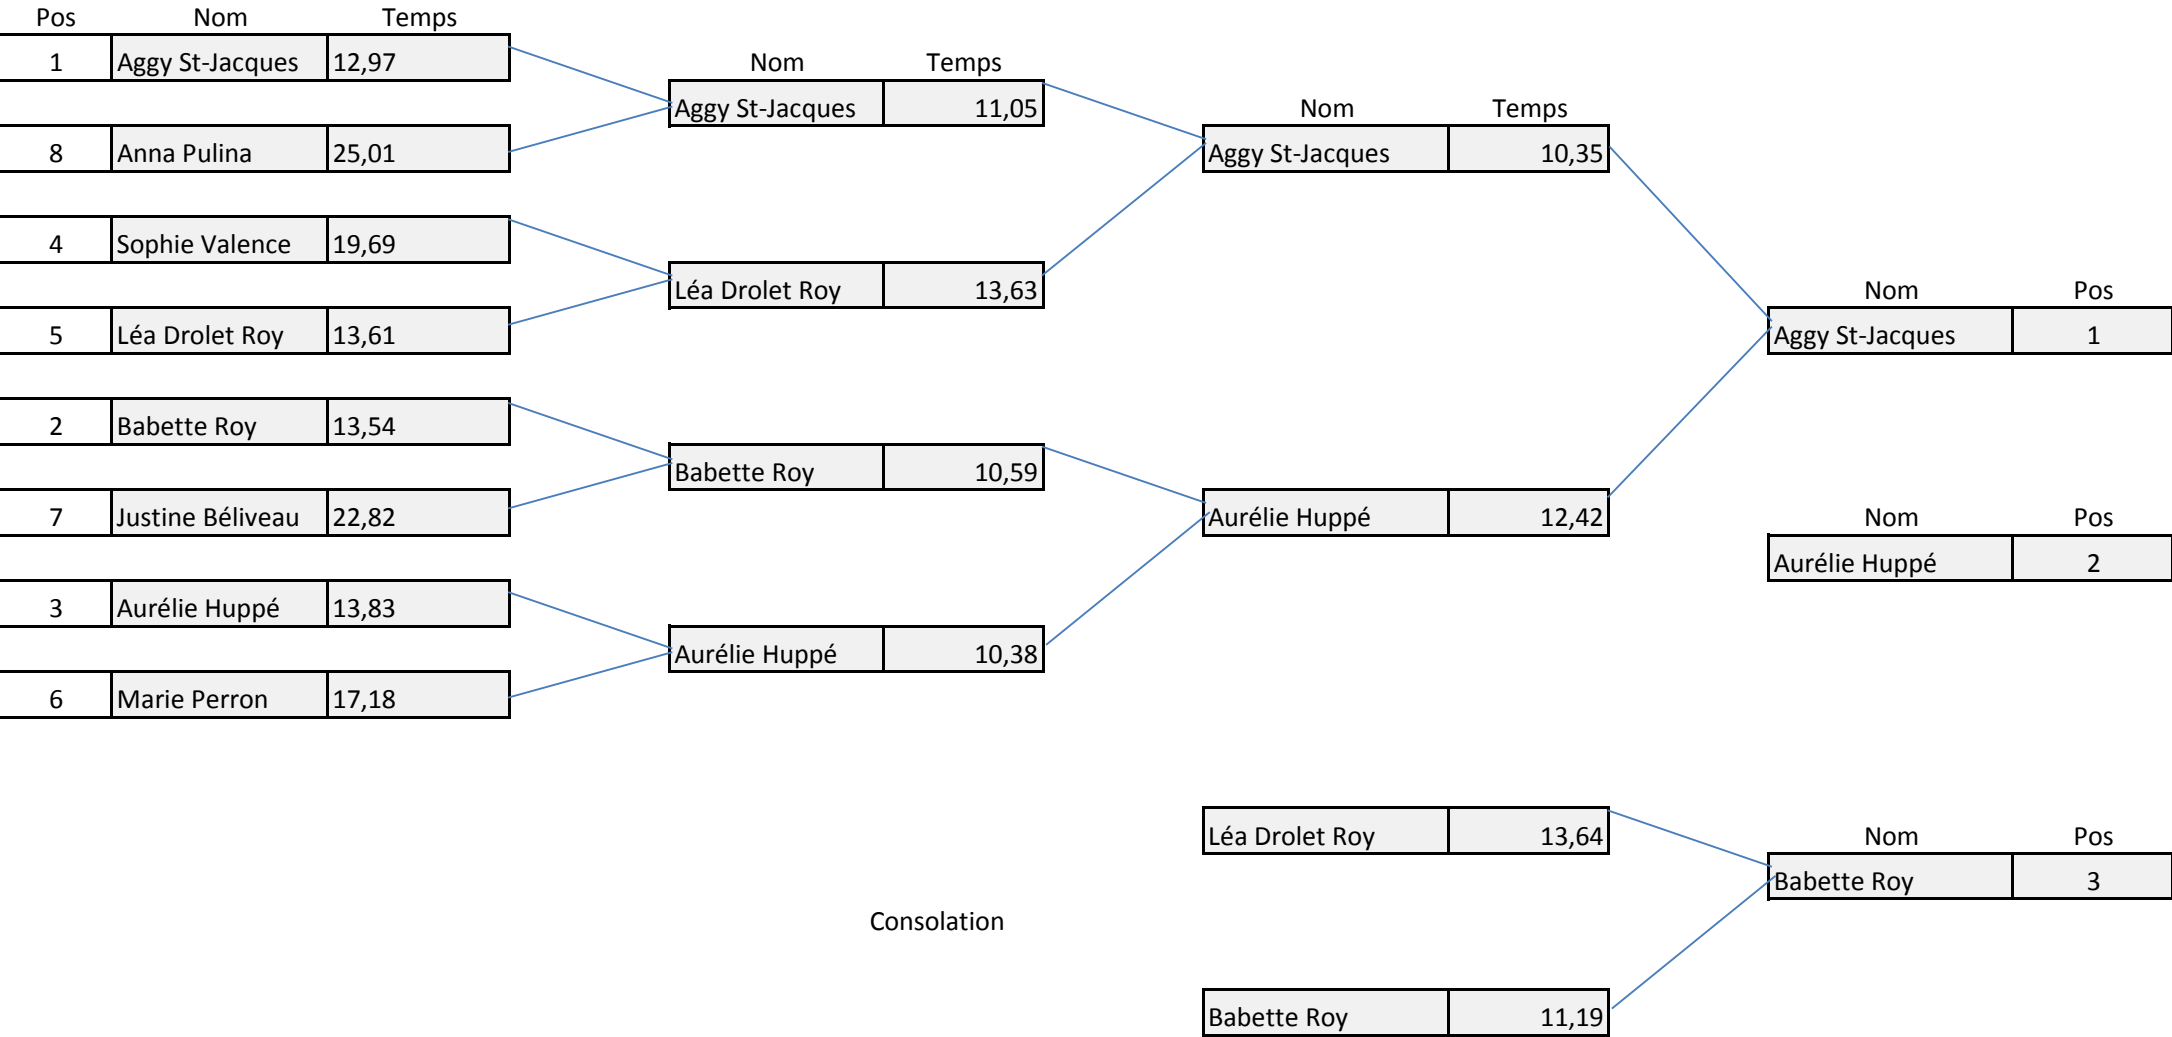 Pos Nom Temps
1 Aggy St-Jacques 12,97
Nom Temps
Aggy St-Jacques 11,05
Nom Temps
8 Anna Pulina 25,01
Aggy St-Jacques 10,35
4 Sophie Valence 19,69
Léa Drolet Roy 13,63
Nom Pos
5 Léa Drolet Roy 13,61
Aggy St-Jacques 1
2 Babette Roy 13,54
Babette Roy 10,59
7 Justine Béliveau 22,82
Aurélie Huppé 12,42
Nom Pos
Aurélie Huppé 2
3 Aurélie Huppé 13,83
Aurélie Huppé 10,38
6 Marie Perron 17,18
Léa Drolet Roy 13,64
Nom Pos
Babette Roy 3
Consolation
Babette Roy 11,19